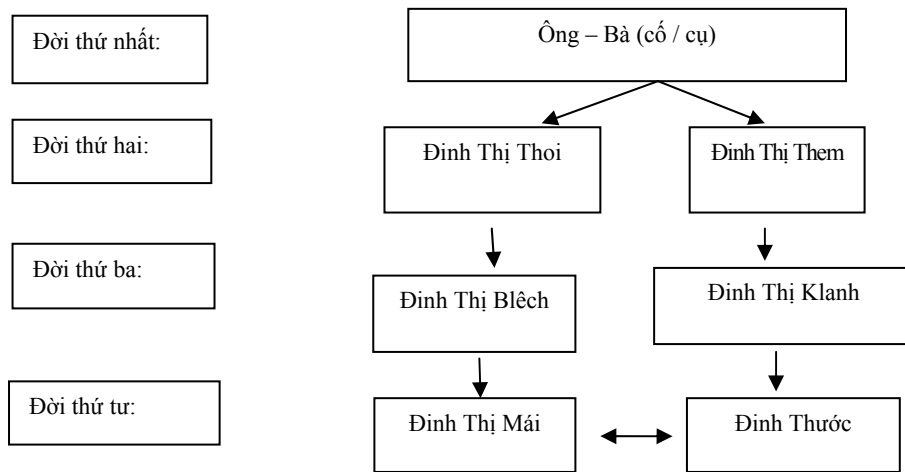 Đời thứ nhất:
Ông – Bà (cố / cụ)
Đời thứ hai:
Đinh Thị Thoi
Đinh Thị Them
Đời thứ ba:
Đinh Thị Blêch
Đinh Thị Klanh
Đời thứ tư:
Đinh Thị Mái
Đinh Thước